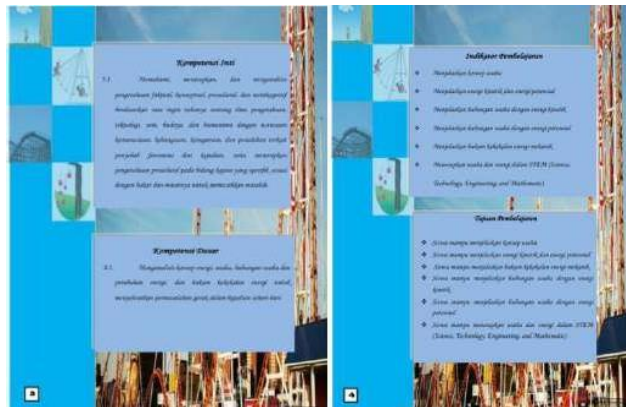 Kompetensi Inti
3.1 Memahami, menerapkan, dan menganalisis
pengetahuan faktual, konseptual, prosedural, dan metakognitif
berdasarkan rasa ingin tahunya tentang ilmu pengetahuan,
teknologi, seni, budaya, dan humaniora dengan wawasan
kemanusiaan, kebangsaan, kenegaraan, dan peradaban terkait
penyebab fenomena dan kejadian, serta menerapkan
pengetahuan prosedural pada bidang kajian yang spesifik sesuai
dengan bakat dan minatnya untuk memecahkan masalah.
Kompetensi Dasar
Menganalisis konsep energi, usaha, hubungan usaha dan
perubahan energi, dan hukum kekekalan energi untuk
menyelesaikan permasalahan gerak dalam kejadian sehari-hari
3
Indikator Pembelajaran
Menjelaskan konsep usaha
Menjelaskan energi kinetik dan energi potensial
Menjelaskan hubungan usaha dengan energi kinetik
Menjelaskan hubungan usaha dengan energi potensial
Menjelaskan hukum kekekalan energi mekanik
Menerapkan usaha dan energi dalam STEM (Science,
Technology, Engineering, and Mathematic)
Tujuan Pembelajaran
Siswa mampu menjelaskan konsep usaha
Siswa mampu menjelaskan energi kinetik dan energi potensial
Siswa mampu menjelaskan hukum kekekalan energi mekanik
Siswa mampu menjelaskan hubungan usaha dengan energi
kinetik
Siswa mampu menjelaskan hubungan usaha dengan energi
potensial
Siswa mampu menerapkan usaha dan energi dalam STEM
(Science, Technology, Engineering, and Mathematic)
4